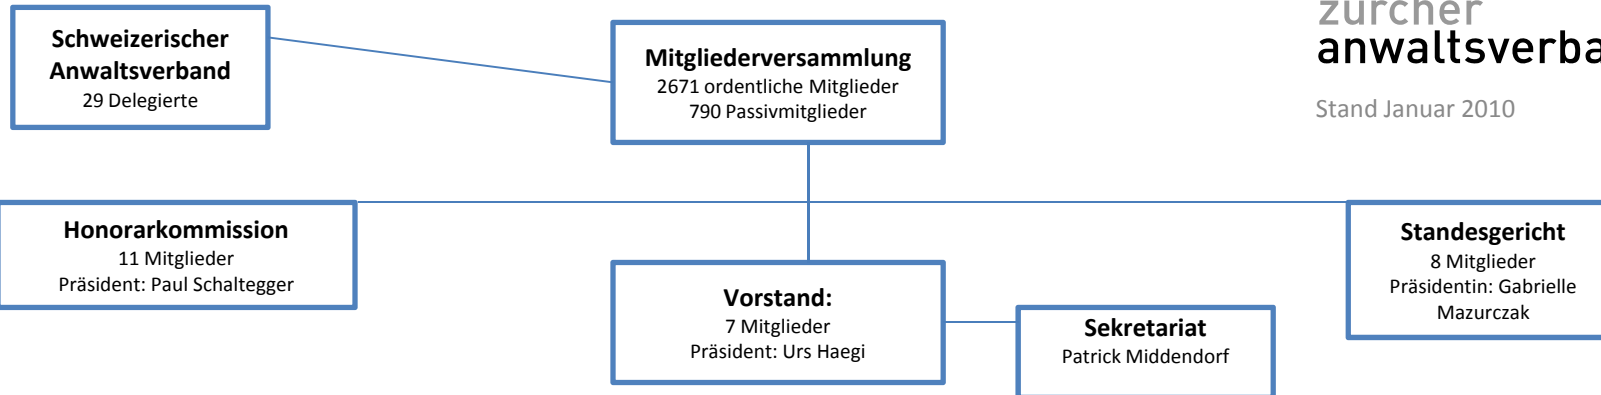 Schweizerischer
Anwaltsverband
29 Delegierte
Mitgliederversammlung
2671 ordentliche Mitglieder
790 Passivmitglieder
zürcher
anwaltsverba
Stand Januar 2010
Honorarkommission
11 Mitglieder
Präsident: Paul Schaltegger
Vorstand:
7 Mitglieder
Präsident: Urs Haegi
Sekretariat
Patrick Middendorf
Standesgericht
8 Mitglieder
Präsidentin: Gabrielle
Mazurczak